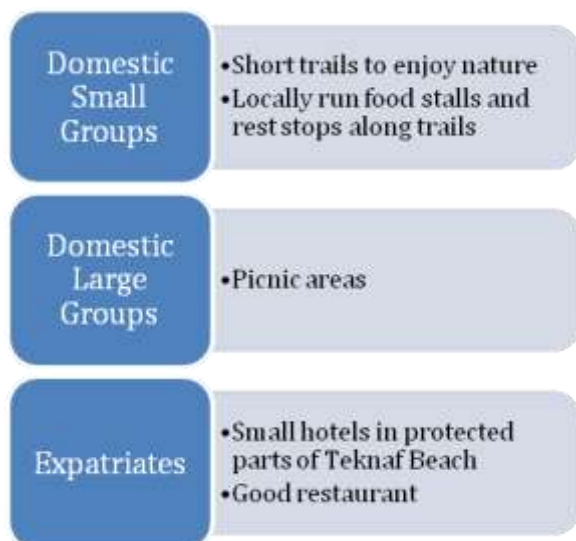 Domestic
Small
Groups
•Short trails to enjoy nature
•Locally run food stalls and
rest stops along trails
Domestic
Large
Groups
•Picnic areas
Expatriates
•Small hotels in protected
parts of Teknaf Beach
•Good restaurant